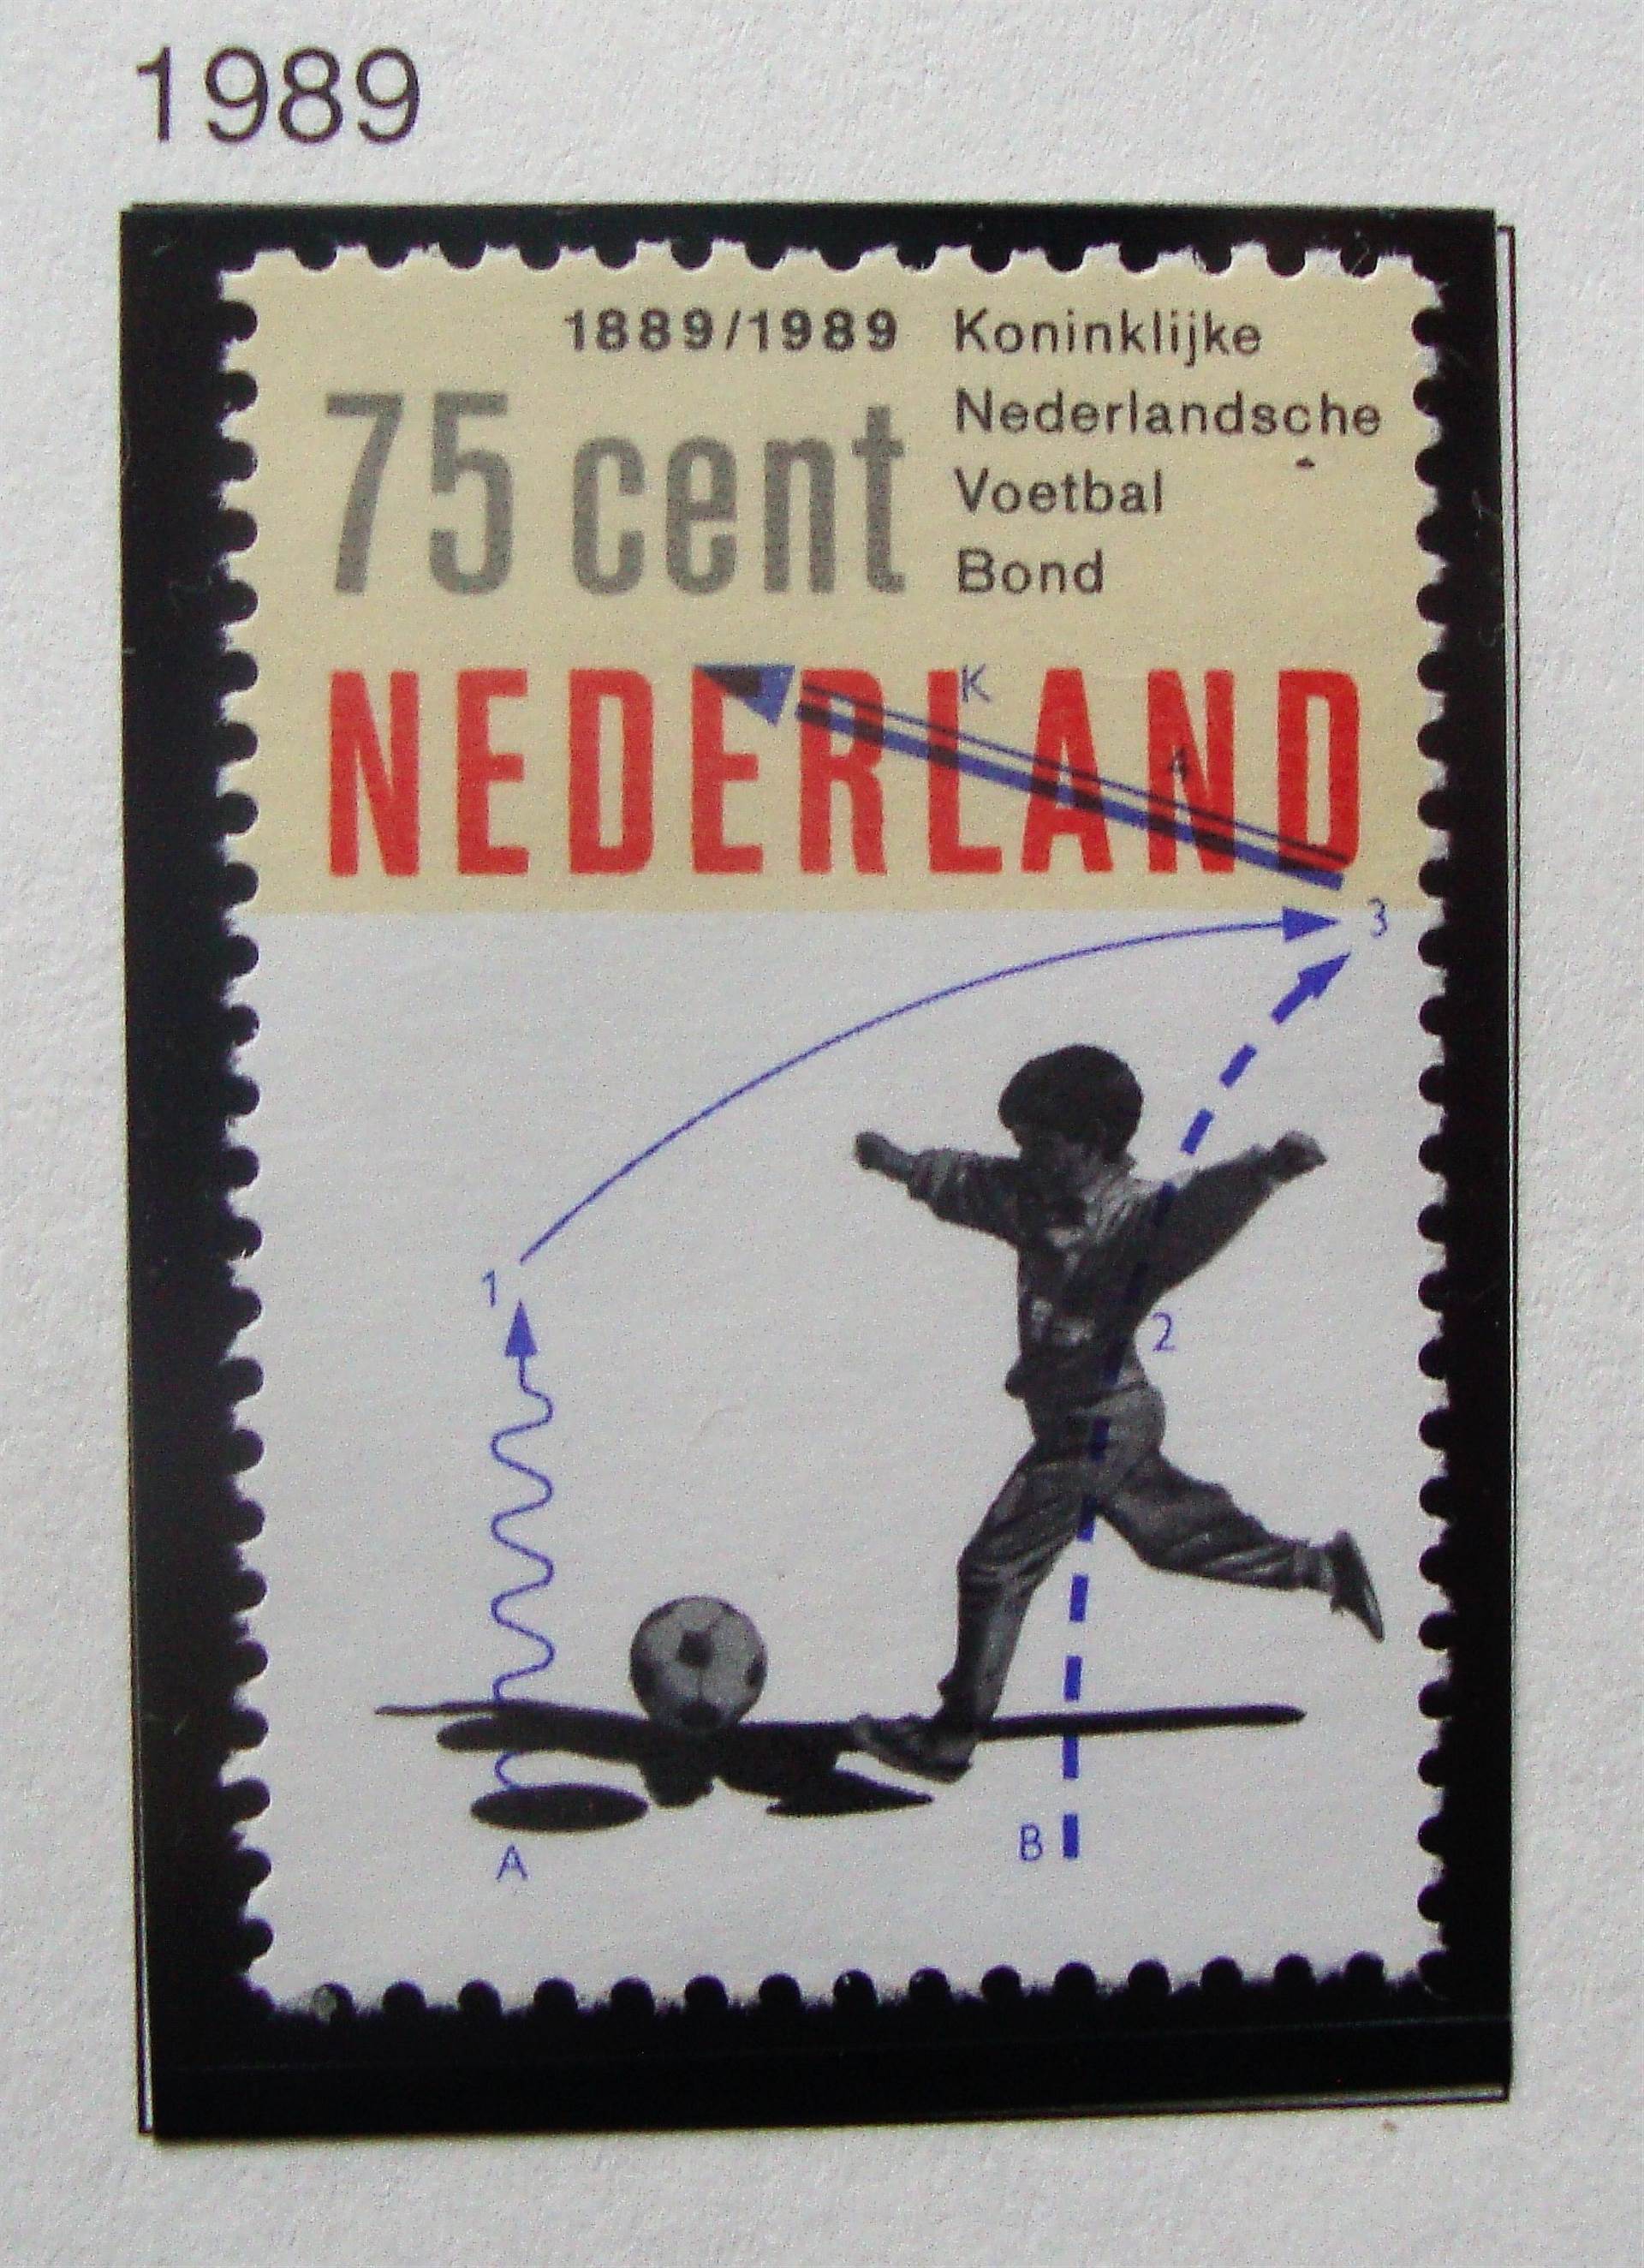 1989
1889/1989
75 cent
Koninklijke
Nederlandsche
Voetbal
Bond
NEDERLAND
K
4
3
1
2
A
B